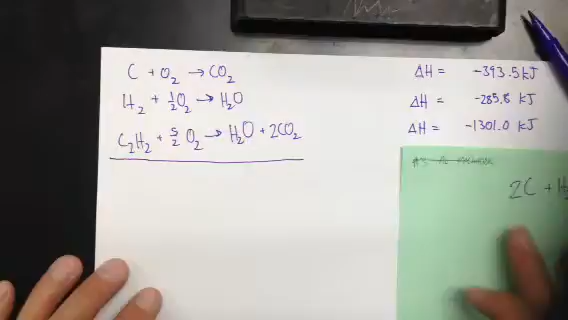 C + O₂ → CO₂ ΔH = -393.5 kJ
H₂ + ½O₂ → H₂O ΔH = -285.8 kJ
C₂H₂ + 5/2 O₂ → H₂O + 2CO₂ ΔH = -1301.0 kJ
2C + H₂